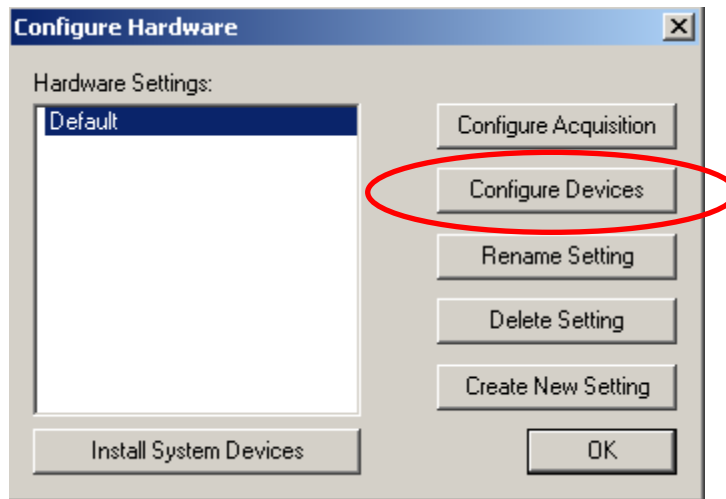 Configure Hardware
Hardware Settings:
Default
Configure Acquisition
Configure Devices
Rename Setting
Delete Setting
Create New Setting
Install System Devices
OK